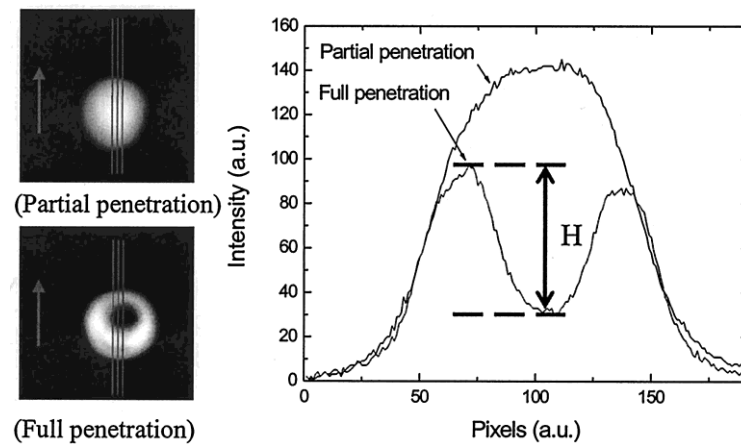 (Partial penetration)
(Full penetration)
160
140
120
100
80
60
40
20
0
Intensity (a.u.)
Partial penetration
Full penetration
H
0
50
100
150
Pixels (a.u.)